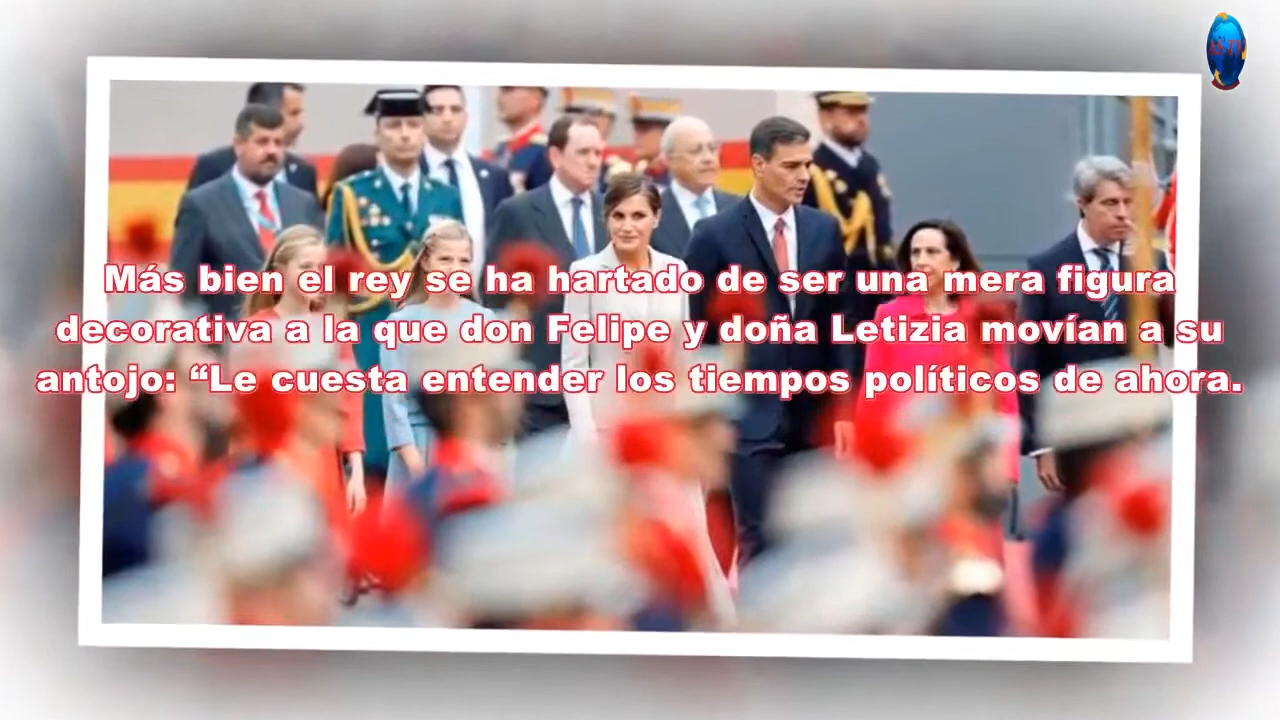 Más bien el rey se ha hartado de ser una mera figura
decorativa a la que don Felipe y doña Letizia movían a su
antojo: “Le cuesta entender los tiempos políticos de ahora.